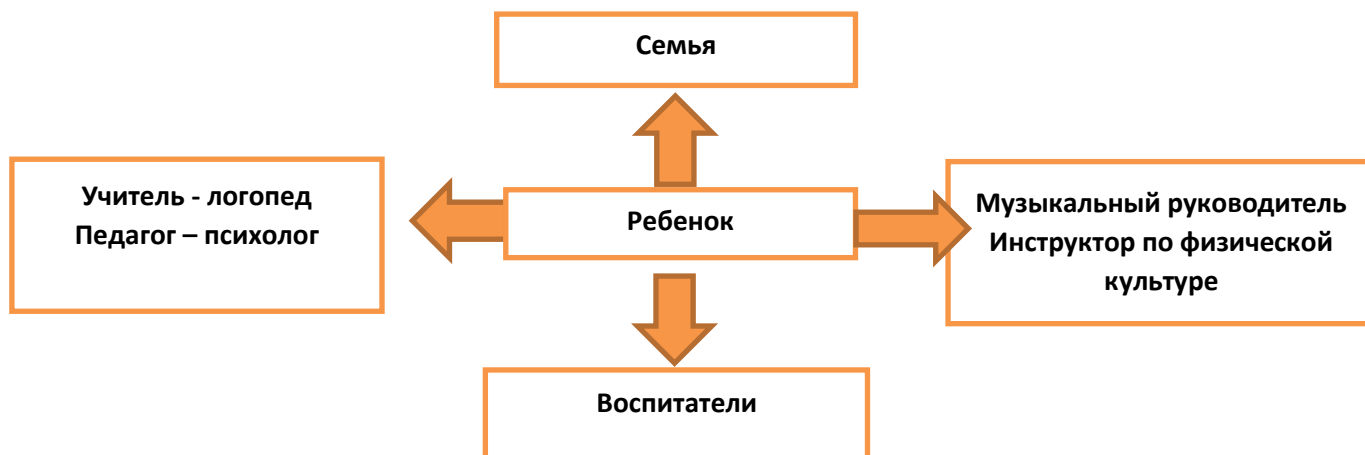 Семья
Учитель - логопед
Педагог – психолог
Ребенок
Музыкальный руководитель
Инструктор по физической
культуре
Воспитатели